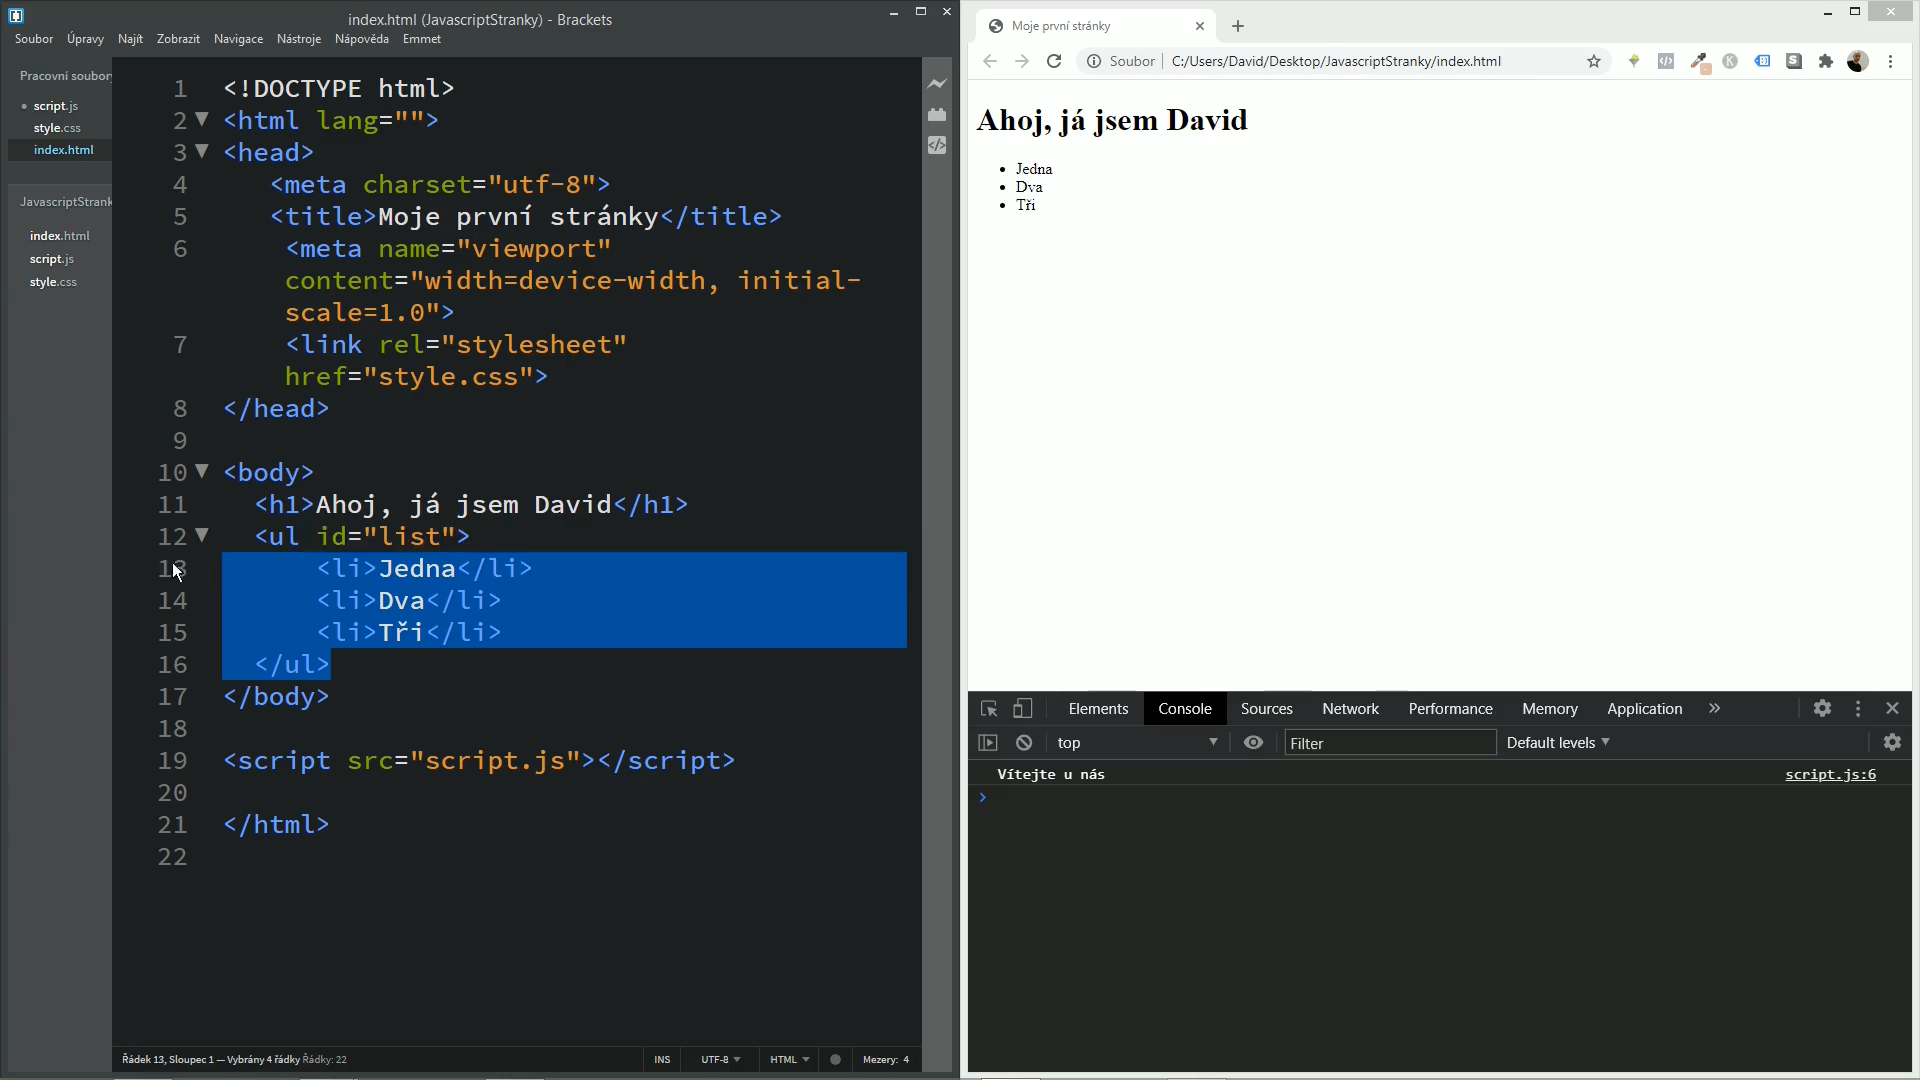 index.html (JavascriptStranky) - Brackets
Soubor Úpravy Najít Zobrazit Navigace Nástroje Nápověda Emmet
Pracovní soubory
script.js
style.css
index.html
JavascriptStrank
index.html
script.js
style.css
1 <!DOCTYPE html>
2 <html lang="">
3 <head>
4 <meta charset="utf-8">
5 <title>Moje první stránky</title>
6 <meta name="viewport"
content="width=device-width, initial-
scale=1.0">
7 <link rel="stylesheet"
href="style.css">
8 </head>
9
10 <body>
11 <h1>Ahoj, já jsem David</h1>
12 <ul id="list">
13 <li>Jedna</li>
14 <li>Dva</li>
15 <li>Tři</li>
16 </ul>
17 </body>
18
19 <script src="script.js"></script>
20
21 </html>
22
Řádek 13, Sloupec 1 — Vybrány 4 řádky Řádky: 22
INS UTF-8 HTML Mezery: 4
Moje první stránky
Soubor C:/Users/David/Desktop/JavascriptStranky/index.html
Ahoj, já jsem David
Jedna
Dva
Tři
Elements Console Sources Network Performance Memory Application »
top Filter Default levels
Vítejte u nás script.js:6